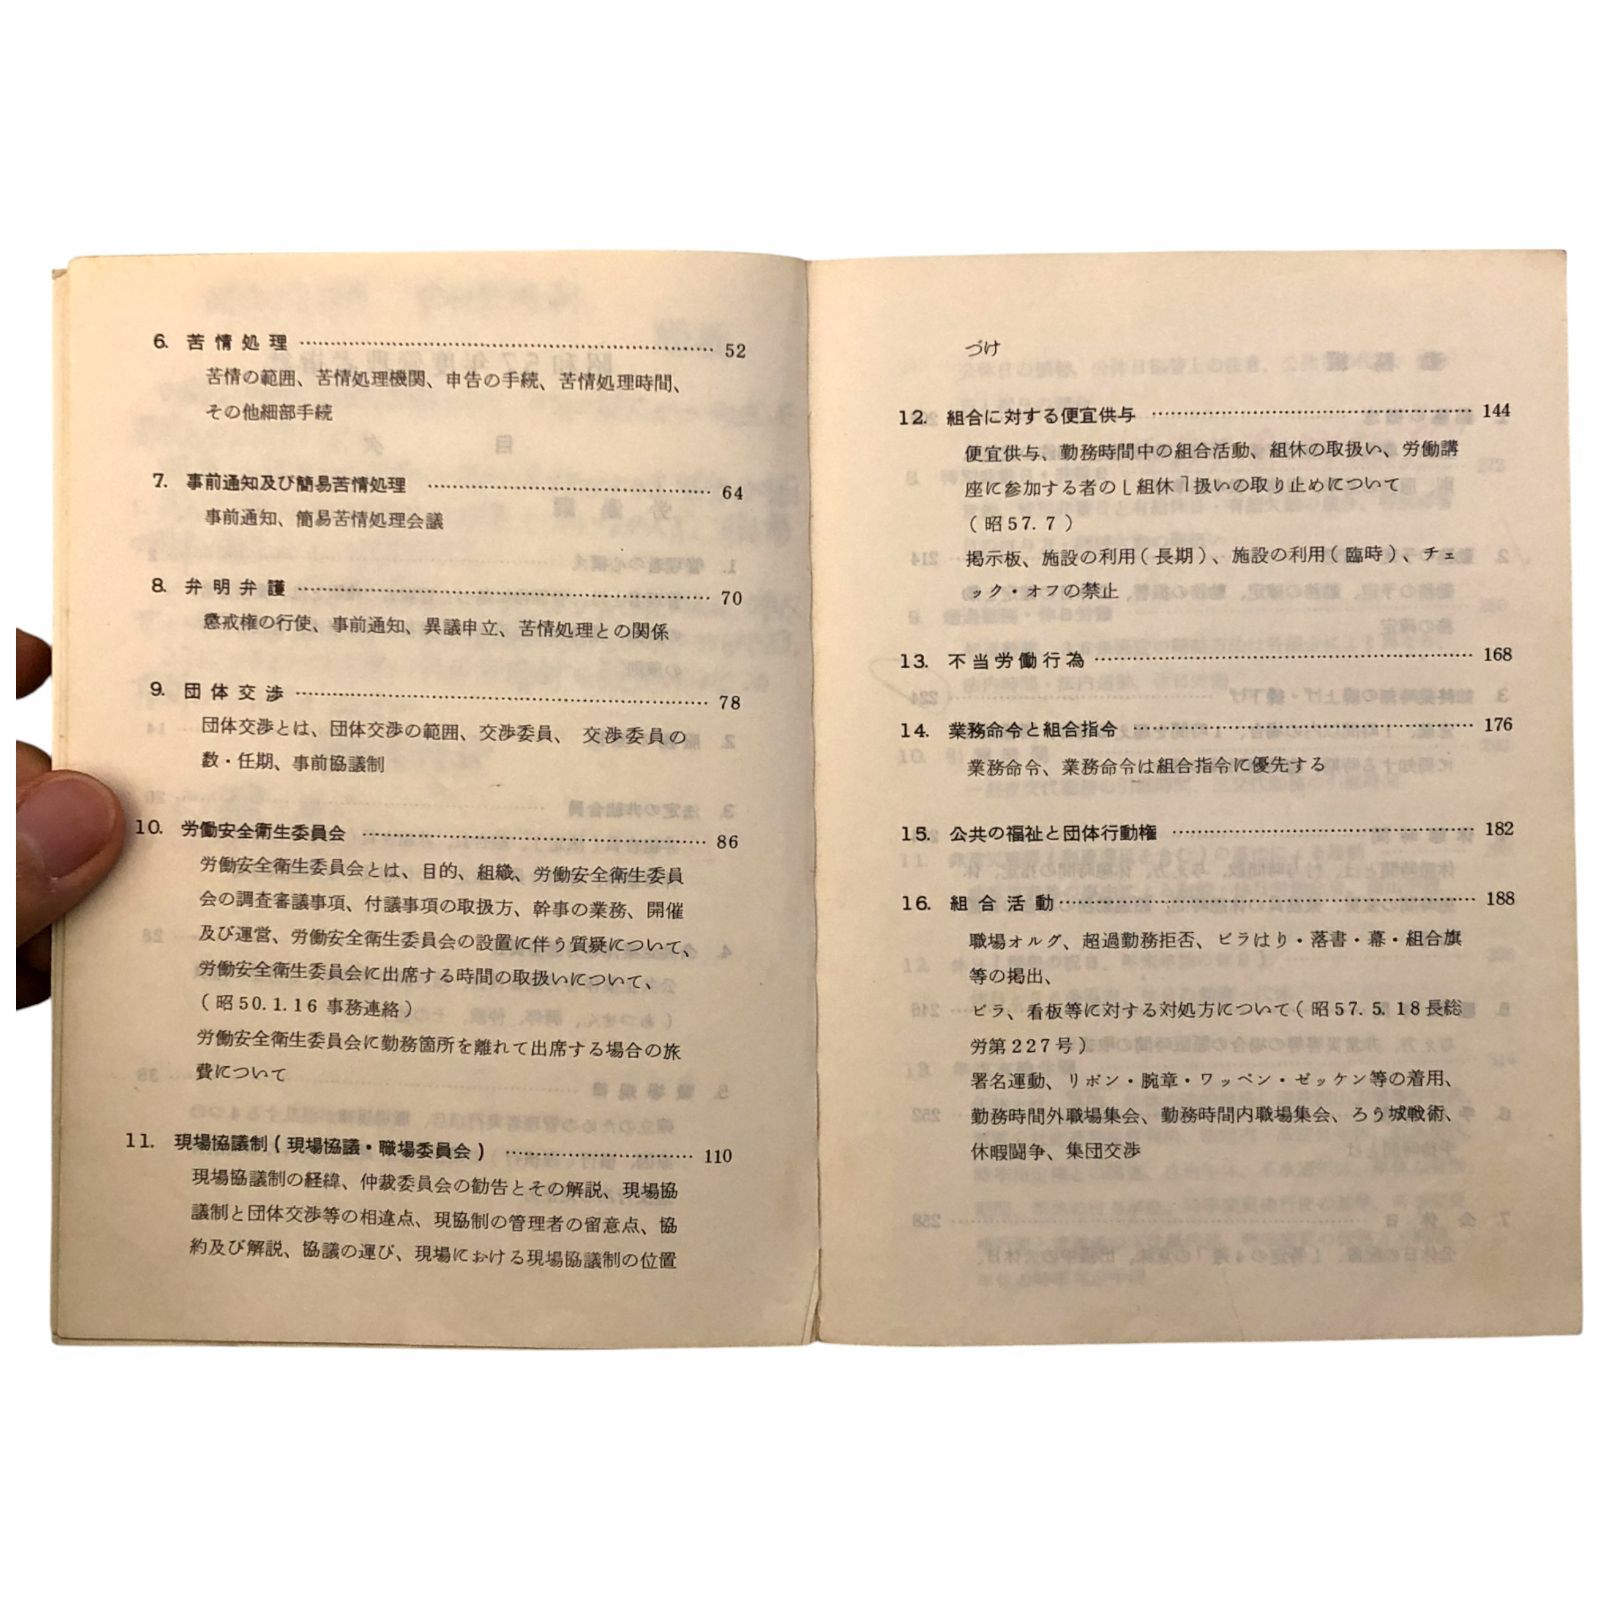 6. 苦情処理 …… 52
苦情の範囲、苦情処理機関、申告の手続、苦情処理時間、
その他細部手続
7. 事前通知及び簡易苦情処理 …… 64
事前通知、簡易苦情処理会議
8. 弁明弁護 …… 70
懲戒権の行使、事前通知、異議申立、苦情処理との関係
9. 団体交渉 …… 78
団体交渉とは、団体交渉の範囲、交渉委員、交渉委員の
数・任期、事前協議制
10. 労働安全衛生委員会 …… 86
労働安全衛生委員会とは、目的、組織、労働安全衛生委員
会の調査審議事項、付議事項の取扱方、幹事の業務、開催
及び運営、労働安全衛生委員会の設置に伴う質疑について、
労働安全衛生委員会に出席する時間の取扱いについて、
(昭50.1.16 事務連絡)
労働安全衛生委員会に勤務箇所を離れて出席する場合の旅
費について
11. 現場協議制(現場協議・職場委員会) …… 110
現場協議制の経緯、仲裁委員会の勧告とその解説、現場協
議制と団体交渉等の相違点、現協制の管理者の留意点、協
約及び解説、協議の運び、現場における現場協議制の位置
づけ
12. 組合に対する便宜供与 …… 144
便宜供与、勤務時間中の組合活動、組休の取扱い、労働講
座に参加する者の「組休」扱いの取り止めについて
(昭57.7)
掲示板、施設の利用(長期)、施設の利用(臨時)、チェ
ック・オフの禁止
13. 不当労働行為 …… 168
14. 業務命令と組合指令 …… 176
業務命令、業務命令は組合指令に優先する
15. 公共の福祉と団体行動権 …… 182
16. 組合活動 …… 188
職場オルグ、超過勤務拒否、ビラはり・落書・幕・組合旗
等の掲出、
ビラ、看板等に対する対処方について(昭57.5.18長総
労第227号)
署名運動、リボン・腕章・ワッペン・ゼッケン等の着用、
勤務時間外職場集会、勤務時間内職場集会、ろう城戦術、
休暇闘争、集団交渉